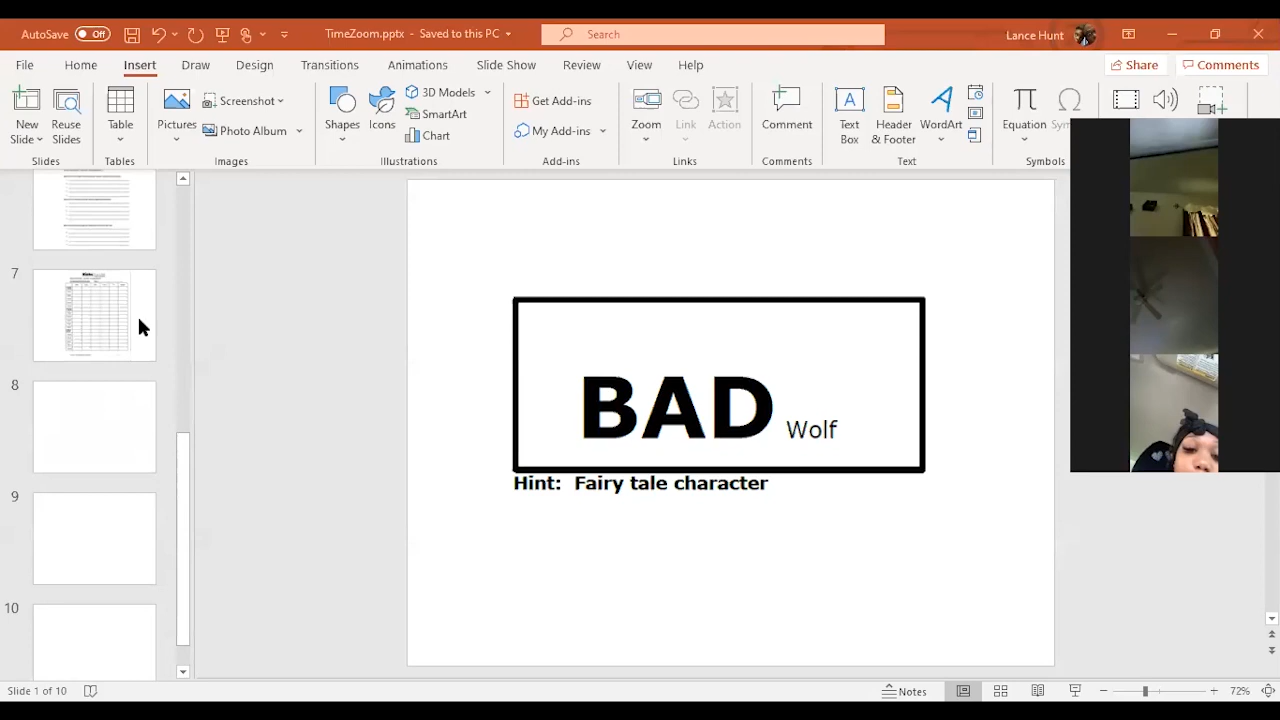 AutoSave Off TimeZoom.pptx - Saved to this PC Search Lance Hunt
File Home Insert Draw Design Transitions Animations Slide Show Review View Help Share Comments
New Slide Reuse Slides Table Pictures Screenshot Photo Album Shapes Icons 3D Models SmartArt Chart Get Add-ins My Add-ins Zoom Link Action Comment Text Box Header & Footer WordArt Equation
Slides Tables Images Illustrations Add-ins Links Comments Text Symbols
7
8
9
10
BAD Wolf
Hint: Fairy tale character
Slide 1 of 10 Notes 72%